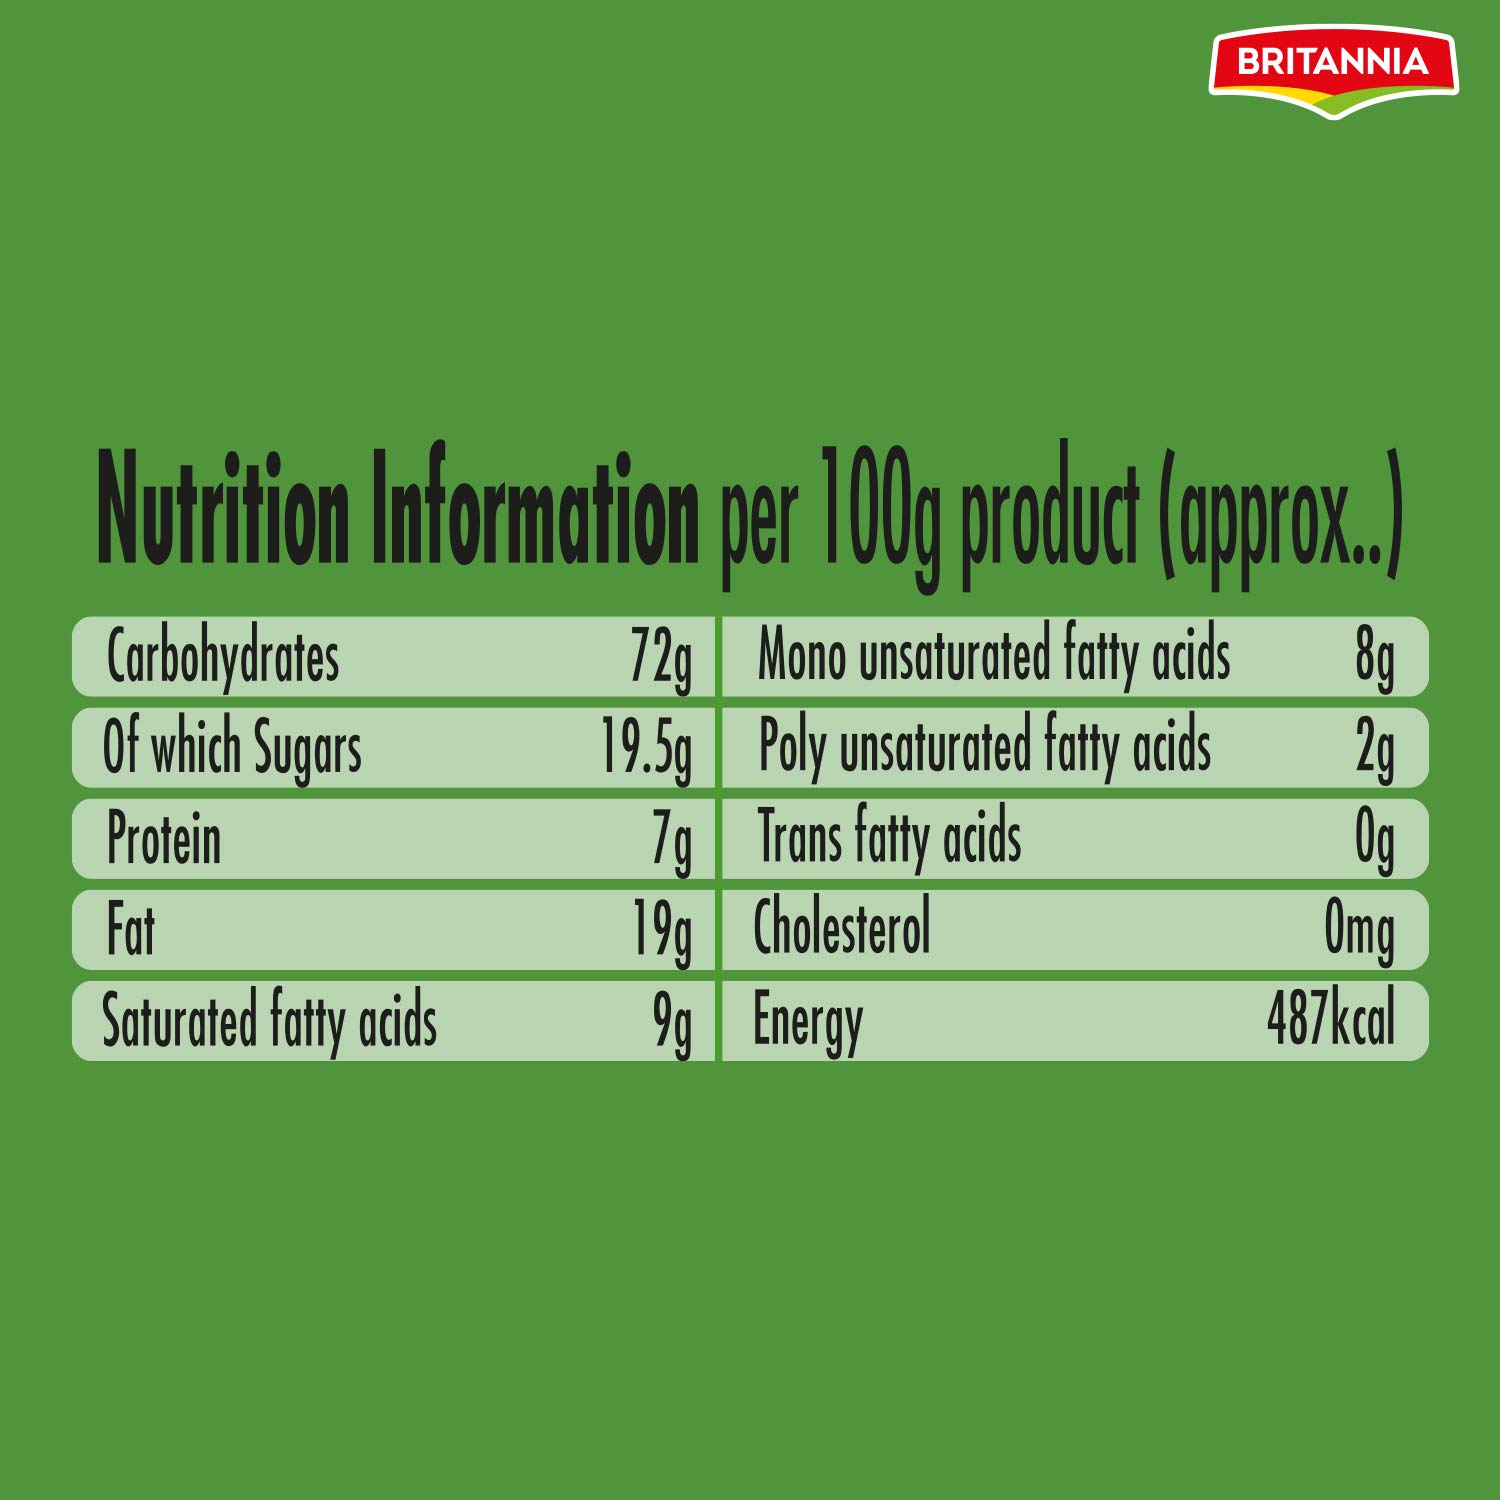 BRITANNIA
Nutrition Information per 100g product (approx..)
Carbohydrates 72g
Of which Sugars 19.5g
Protein 7g
Fat 19g
Saturated fatty acids 9g
Mono unsaturated fatty acids 8g
Poly unsaturated fatty acids 2g
Trans fatty acids 0g
Cholesterol 0mg
Energy 487kcal